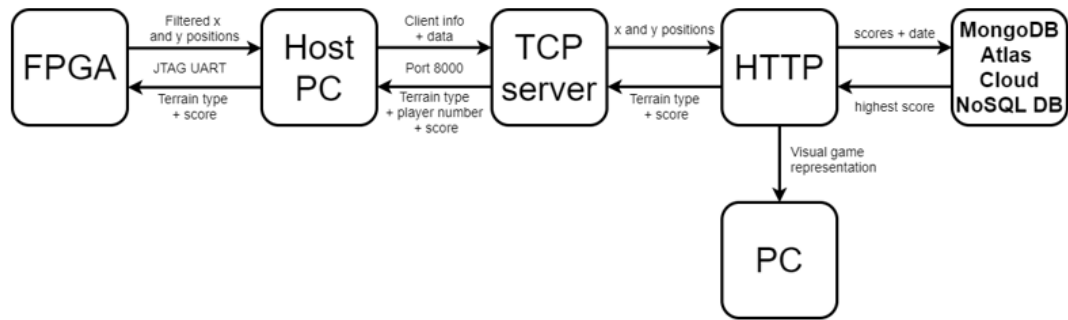 FPGA
Filtered x
and y positions
JTAG UART
Terrain type
+ score
Host
PC
Client info
+ data
Port 8000
Terrain type
+ player number
+ score
TCP
server
x and y positions
Terrain type
+ score
HTTP
scores + date
highest score
MongoDB
Atlas
Cloud
NoSQL DB
Visual game
representation
PC